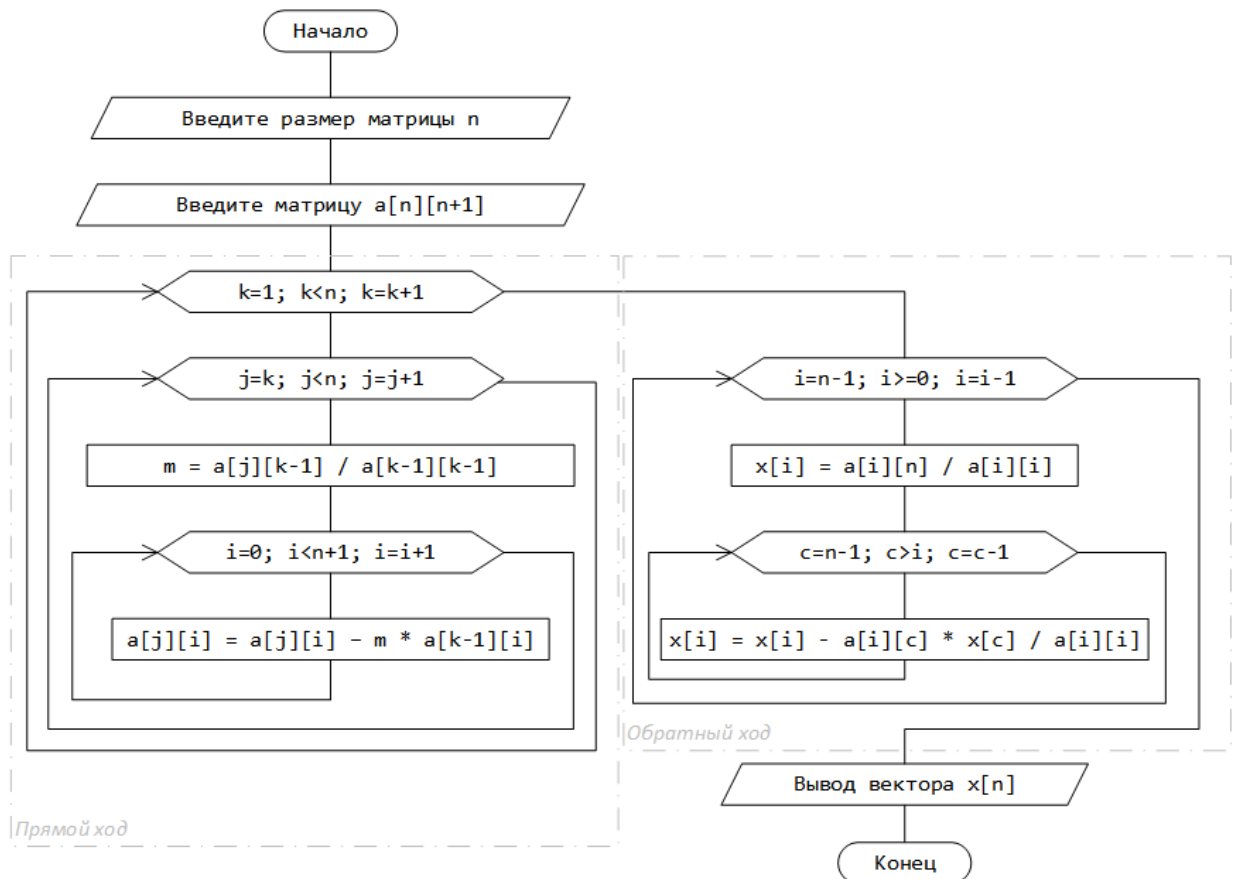 Начало
Введите размер матрицы n
Введите матрицу a[n][n+1]
k=1; k<n; k=k+1
j=k; j<n; j=j+1
m = a[j][k-1] / a[k-1][k-1]
i=0; i<n+1; i=i+1
a[j][i] = a[j][i] − m * a[k-1][i]
Прямой ход
i=n-1; i>=0; i=i-1
x[i] = a[i][n] / a[i][i]
c=n-1; c>i; c=c-1
x[i] = x[i] - a[i][c] * x[c] / a[i][i]
Обратный ход
Вывод вектора x[n]
Конец